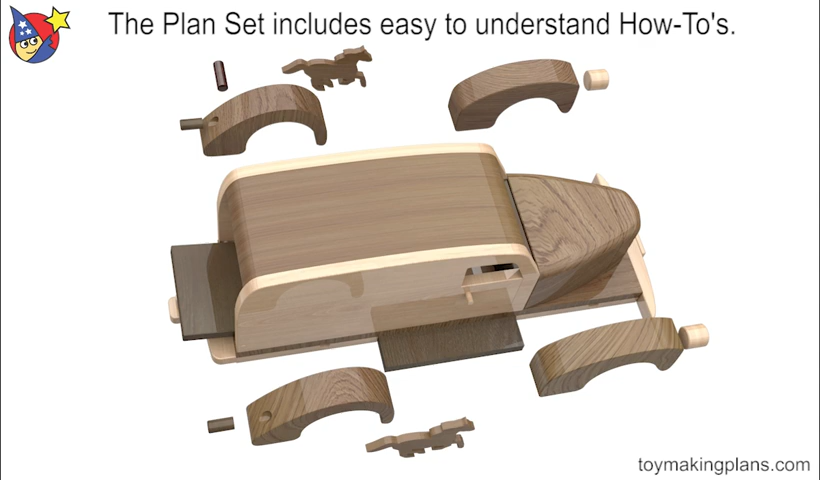 The Plan Set includes easy to understand How-To's.
toymakingplans.com